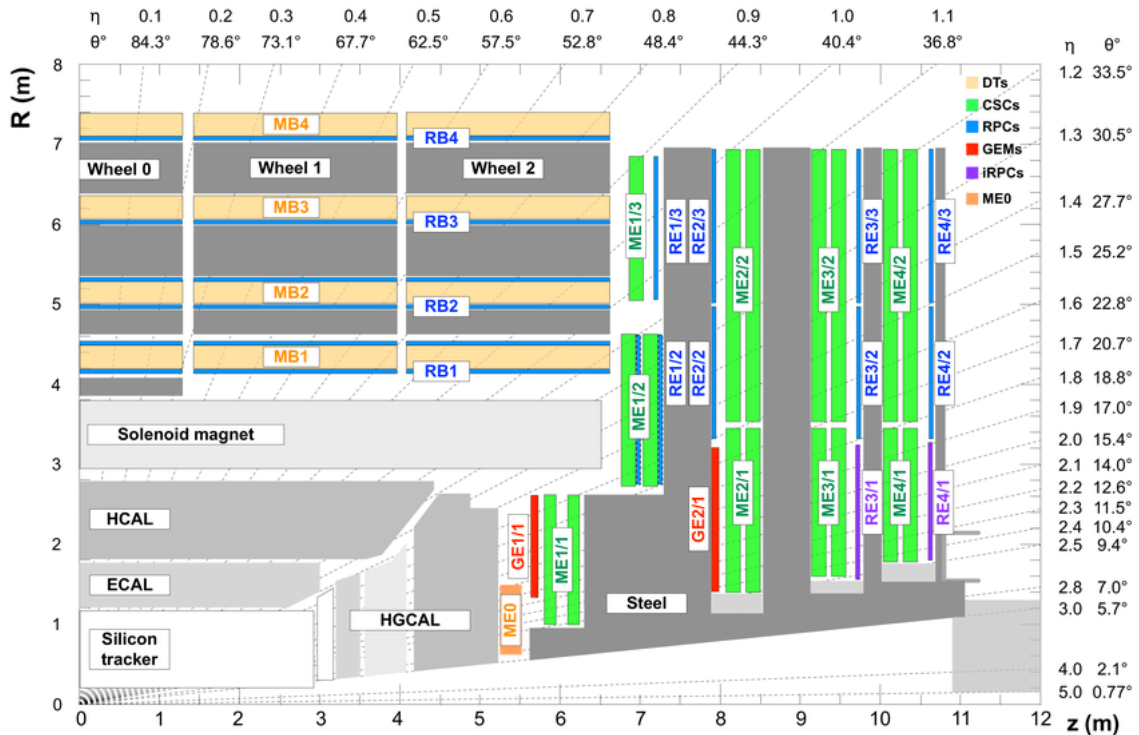 η 0.1 0.2 0.3 0.4 0.5 0.6 0.7 0.8 0.9 1.0 1.1
θ° 84.3° 78.6° 73.1° 67.7° 62.5° 57.5° 52.8° 48.4° 44.3° 40.4° 36.8° η θ°
R (m)
8
7
6
5
4
3
2
1
0
1.2 33.5°
1.3 30.5°
1.4 27.7°
1.5 25.2°
1.6 22.8°
1.7 20.7°
1.8 18.8°
1.9 17.0°
2.0 15.4°
2.1 14.0°
2.2 12.6°
2.3 11.5°
2.4 10.4°
2.5 9.4°
2.8 7.0°
3.0 5.7°
4.0 2.1°
5.0 0.77°
DTs
CSCs
RPCs
GEMs
iRPCs
ME0
MB4
RB4
Wheel 0 Wheel 1 Wheel 2
MB3
RB3
MB2
RB2
MB1
RB1
Solenoid magnet
HCAL
ECAL
Silicon
tracker
HGCAL
Steel
ME0
GE1/1
ME1/1
ME1/2
ME1/3
RE1/3
RE2/3
RE1/2
RE2/2
GE2/1
ME2/2
ME2/1
ME3/2
ME3/1
RE3/3
RE3/2
RE3/1
ME4/2
ME4/1
RE4/3
RE4/2
RE4/1
0 1 2 3 4 5 6 7 8 9 10 11 12
z (m)